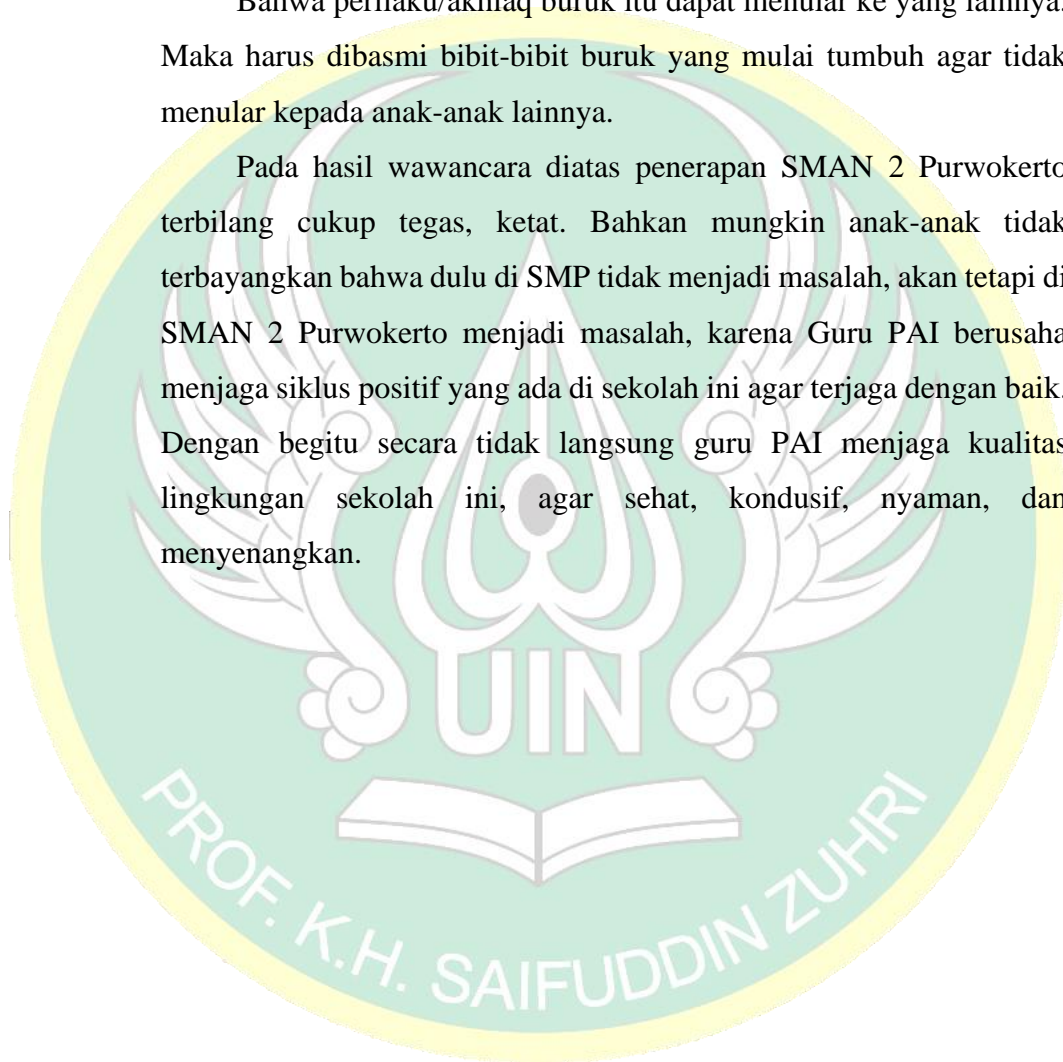 Bahwa perilaku/akhlaq buruk itu dapat menular ke yang lainnya.
Maka harus dibasmi bibit-bibit buruk yang mulai tumbuh agar tidak
menular kepada anak-anak lainnya.
Pada hasil wawancara diatas penerapan SMAN 2 Purwokerto
terbilang cukup tegas, ketat. Bahkan mungkin anak-anak tidak
terbayangkan bahwa dulu di SMP tidak menjadi masalah, akan tetapi di
SMAN 2 Purwokerto menjadi masalah, karena Guru PAI berusaha
menjaga siklus positif yang ada di sekolah ini agar terjaga dengan baik.
Dengan begitu secara tidak langsung guru PAI menjaga kualitas
lingkungan sekolah ini, agar sehat, kondusif, nyaman, dan
menyenangkan.
UIN
PROF. K.H. SAIFUDDIN ZUHRI